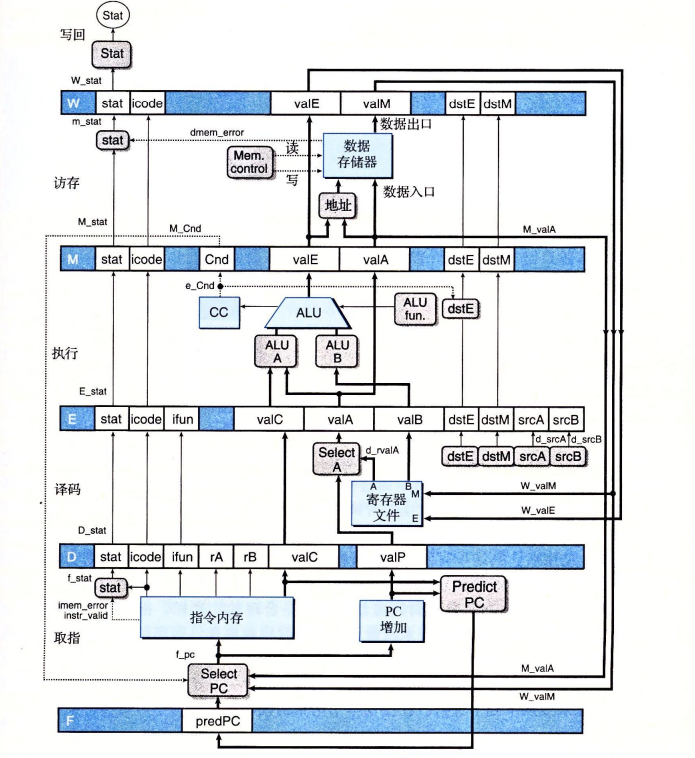 Stat
写回
Stat
W_stat
W stat icode valE valM dstE dstM
m_stat
数据出口
stat
dmem_error
读
Mem. control
写
数据
存储器
访存
地址
数据入口
M_stat
M_Cnd
M_valA
M stat icode Cnd valE valA dstE dstM
e_Cnd
CC
ALU
ALU
fun.
dstE
执行
ALU
A
ALU
B
E_stat
E stat icode ifun valC valA valB dstE dstM srcA srcB
d_srcA d_srcB
Select
A
d_rvalA
dstE dstM srcA srcB
A B
M
W_valM
寄存器
文件
E
W_valE
译码
D_stat
D stat icode ifun rA rB valC valP
f_stat
stat
Predict
PC
imem_error
instr_valid
指令内存
PC
增加
取指
f_pc
Select
PC
M_valA
W_valM
F predPC